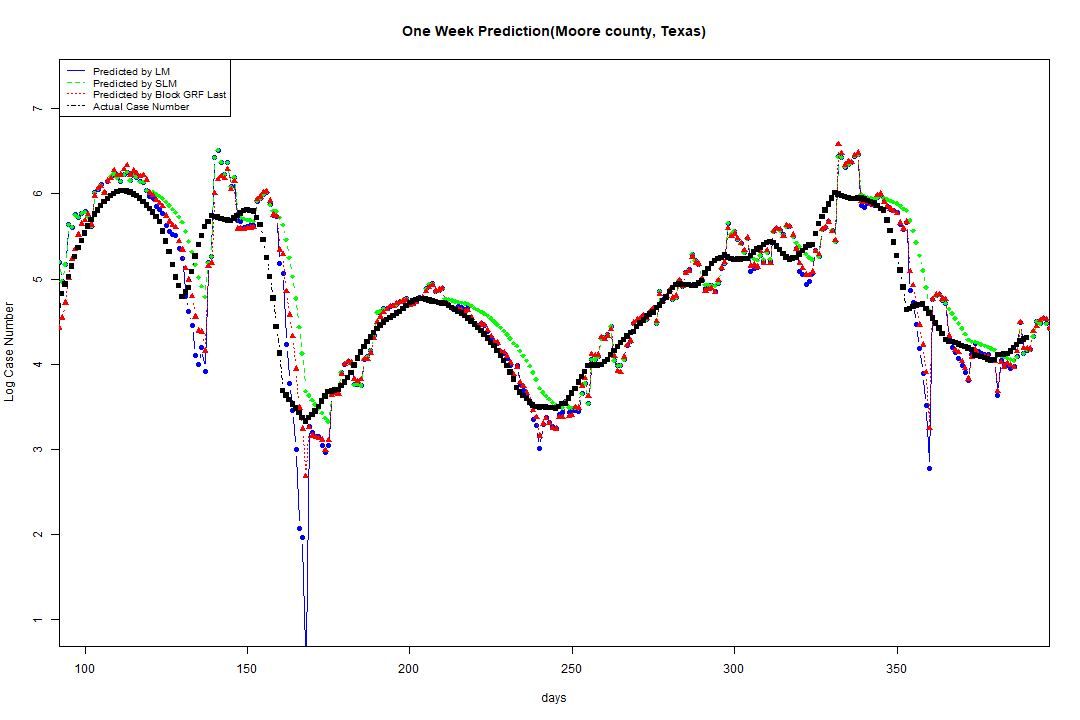 One Week Prediction(Moore county, Texas)
Predicted by LM
Predicted by SLM
Predicted by Block GRF Last
Actual Case Number
Log Case Number
7
6
5
4
3
2
1
100 150 200 250 300 350
days